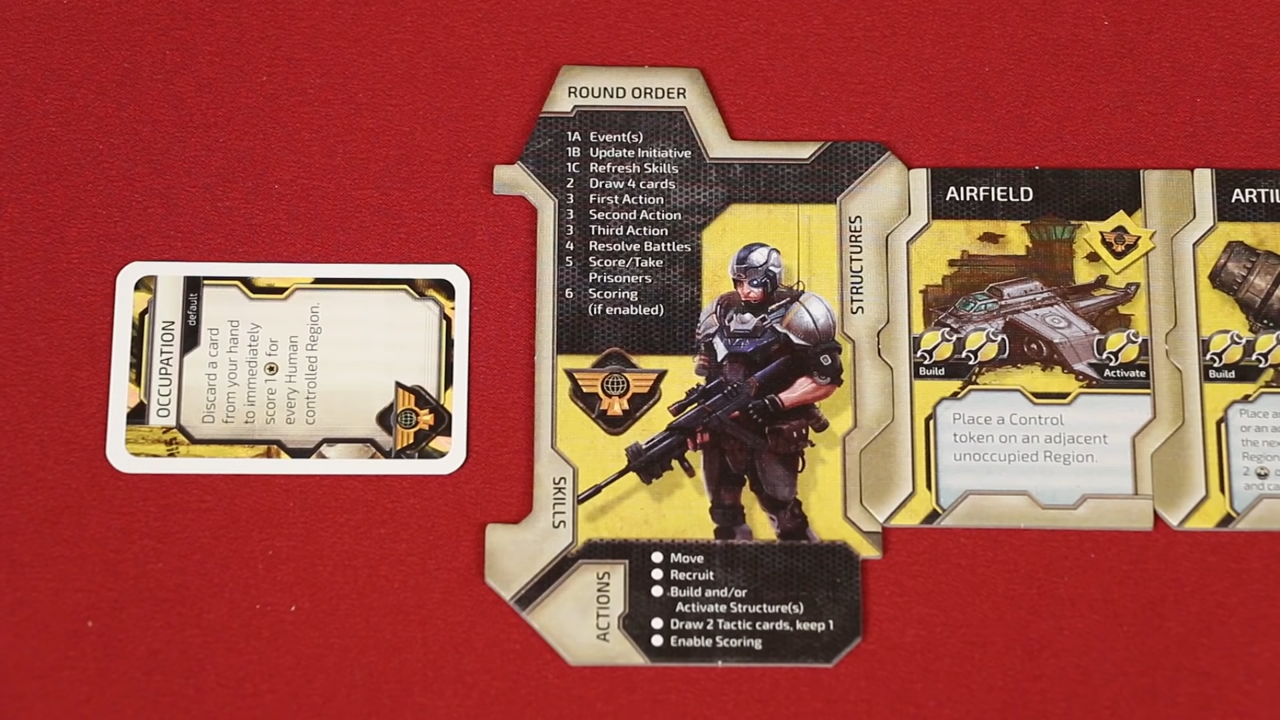 OCCUPATION
default
Discard a card
from your hand
to immediately
score 1 for
every Human
controlled Region.
ROUND ORDER
1A Event(s)
1B Update Initiative
1C Refresh Skills
2 Draw 4 cards
3 First Action
3 Second Action
3 Third Action
4 Resolve Battles
5 Score/Take
Prisoners
6 Scoring
(if enabled)
SKILLS
STRUCTURES
ACTIONS
Move
Recruit
Build and/or
Activate Structure(s)
Draw 2 Tactic cards, keep 1
Enable Scoring
AIRFIELD
Build
Activate
Place a Control
token on an adjacent
unoccupied Region.
ARTIL
Build
Place a
or an a
the nex
Region
2
and ca